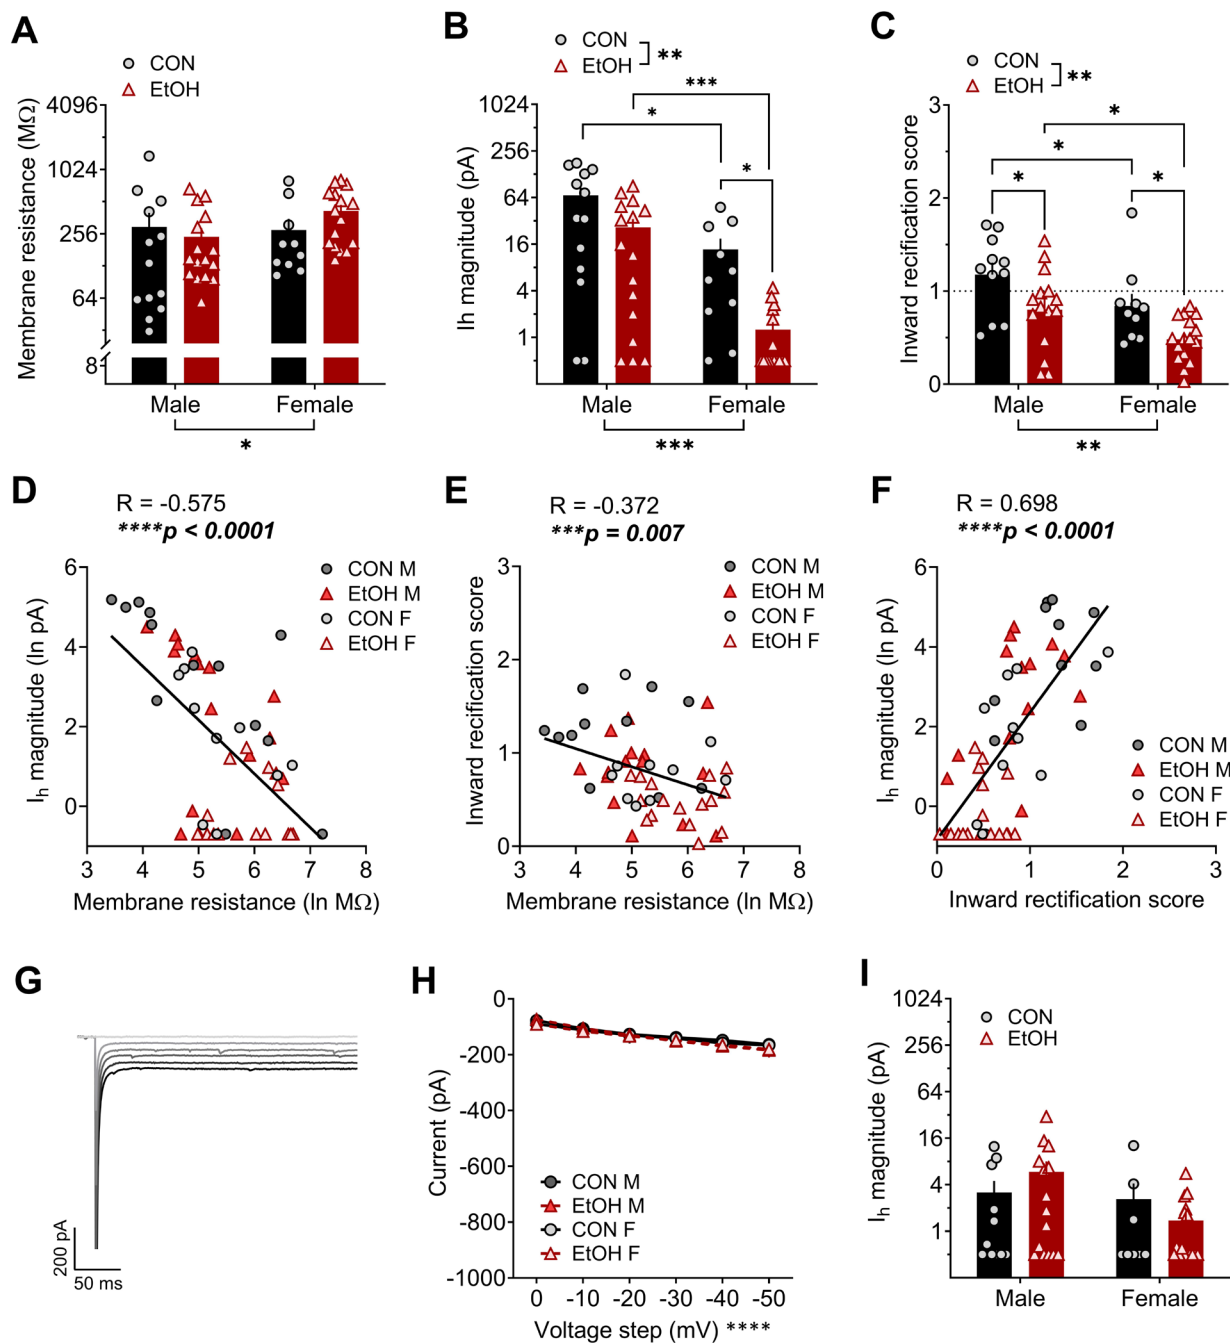 A
CON
EtOH
Membrane resistance (MΩ)
4096
1024
256
64
8
Male
Female
*
B
CON
EtOH
**
***
*
*
Ih magnitude (pA)
1024
256
64
16
4
1
Male
Female
***
C
CON
EtOH
**
*
*
*
*
Inward recification score
3
2
1
0
Male
Female
**
D
R = -0.575
****p < 0.0001
CON M
EtOH M
CON F
EtOH F
Ih magnitude (ln pA)
6
4
2
0
3 4 5 6 7 8
Membrane resistance (ln MΩ)
E
R = -0.372
***p = 0.007
CON M
EtOH M
CON F
EtOH F
Inward recification score
3
2
1
0
3 4 5 6 7 8
Membrane resistance (ln MΩ)
F
R = 0.698
****p < 0.0001
Ih magnitude (ln pA)
6
4
2
0
CON M
EtOH M
CON F
EtOH F
0 1 2 3
Inward rectification score
G
200 pA
50 ms
H
Current (pA)
0
-200
-400
-600
-800
-1000
CON M
EtOH M
CON F
EtOH F
0 -10 -20 -30 -40 -50
Voltage step (mV) ****
I
CON
EtOH
Ih magnitude (pA)
1024
256
64
16
4
1
Male
Female